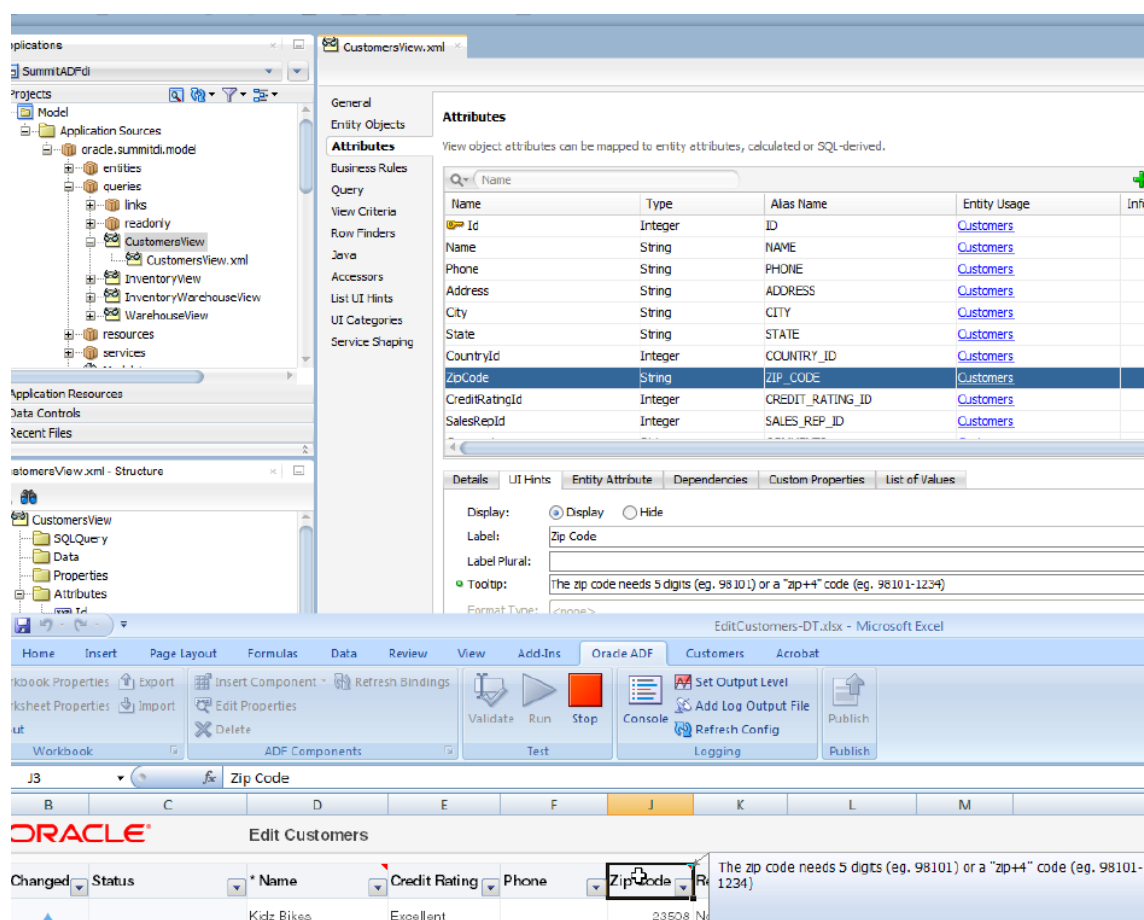 CustomersView.xml
SummitADFdi
Model
Application Sources
oracle.summitdi.model
entities
queries
links
readonly
CustomersView
CustomersView.xml
InventoryView
InventoryWarehouseView
WarehouseView
resources
services
Application Resources
Data Controls
Recent Files
General
Entity Objects
Attributes
Business Rules
Query
View Criteria
Row Finders
Java
Accessors
List UI Hints
UI Categories
Service Shaping
Attributes
View object attributes can be mapped to entity attributes, calculated or SQL-derived.
Name
Name Type Alias Name Entity Usage
Id Integer ID Customers
Name String NAME Customers
Phone String PHONE Customers
Address String ADDRESS Customers
City String CITY Customers
State String STATE Customers
CountryId Integer COUNTRY_ID Customers
ZipCode String ZIP_CODE Customers
CreditRatingId Integer CREDIT_RATING_ID Customers
SalesRepId Integer SALES_REP_ID Customers
- Structure
CustomersView
SQLQuery
Data
Properties
Attributes
Id
Details UI Hints Entity Attribute Dependencies Custom Properties List of Values
Display: Display Hide
Label: Zip Code
Label Plural:
Tooltip: The zip code needs 5 digits (eg. 98101) or a "zip+4" code (eg. 98101-1234)
Format Type: <none>
EditCustomers-DT.xlsx - Microsoft Excel
Home Insert Page Layout Formulas Data Review View Add-Ins Oracle ADF Customers Acrobat
Properties Export Insert Component Refresh Bindings Set Output Level
Properties Import Edit Properties Validate Run Stop Console Add Log Output File Publish
Delete Refresh Config
Workbook ADF Components Test Logging Publish
J3 fx Zip Code
B C D E F J K L M
ORACLE Edit Customers
Changed Status * Name Credit Rating Phone Zip Code
The zip code needs 5 digits (eg. 98101) or a "zip+4" code (eg. 98101-
1234)
Kidz Bikes Excellent 23508